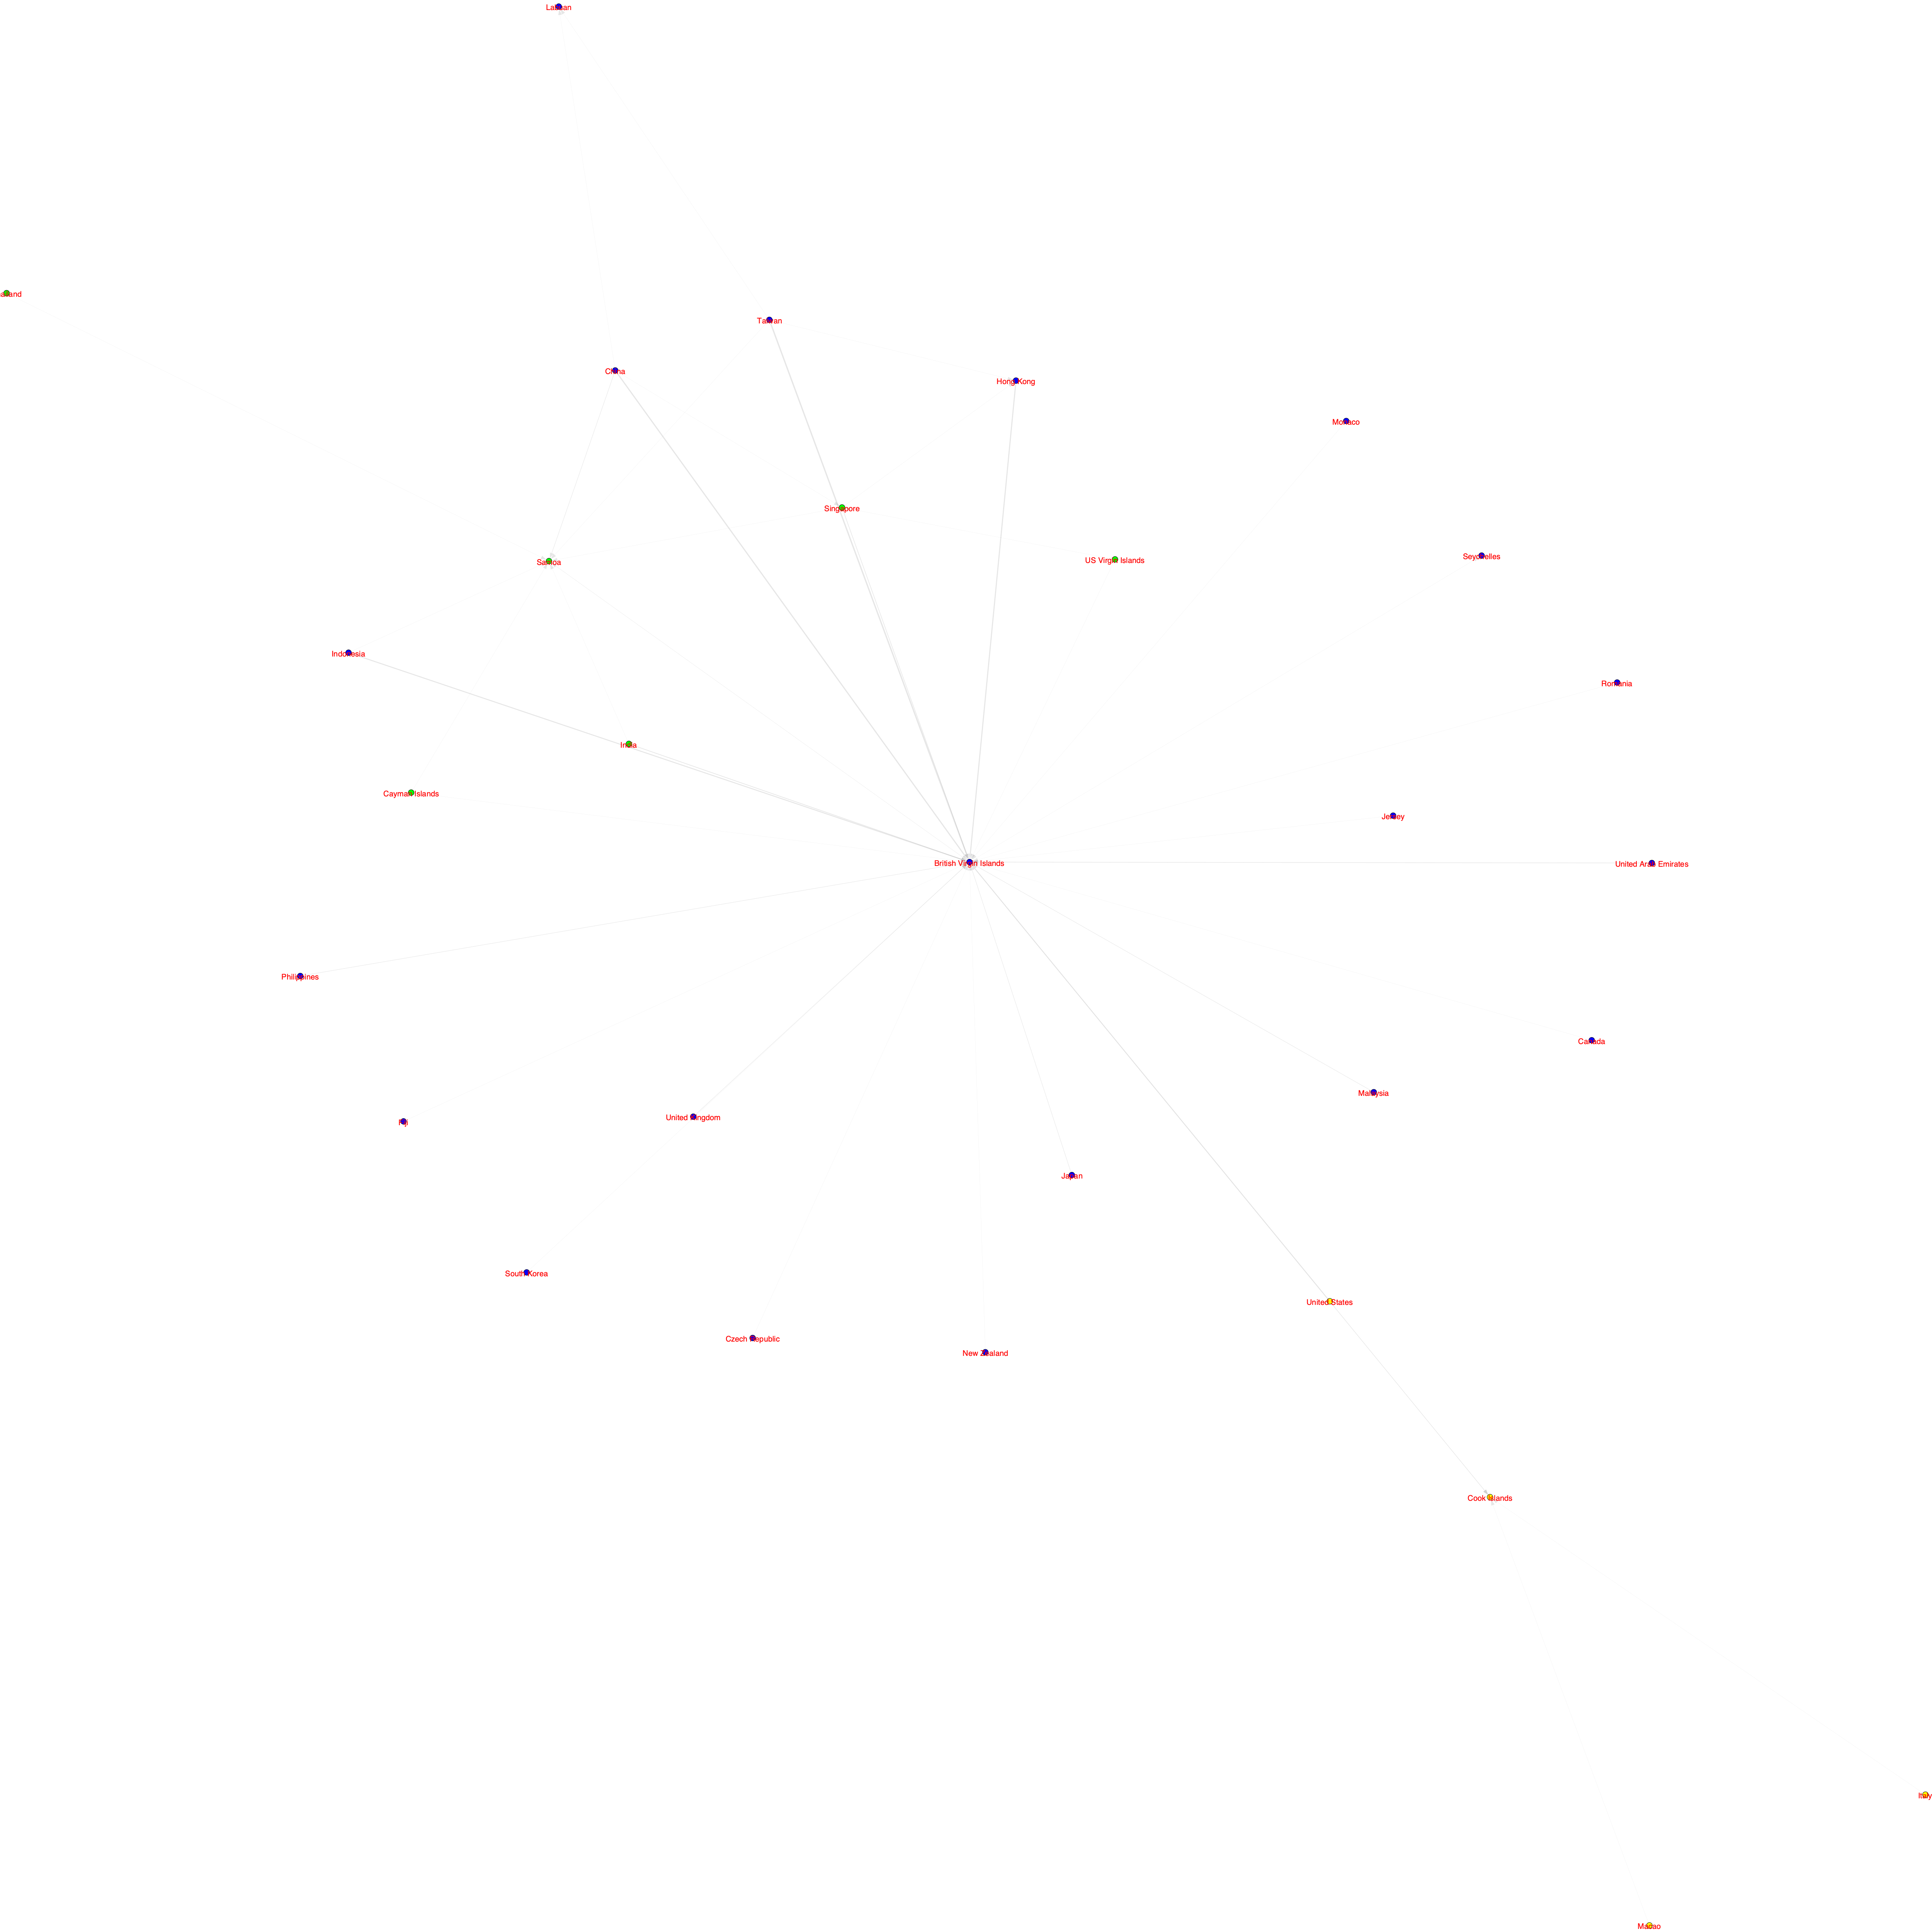 Labuan
ailand
Taiwan
China
Hong Kong
Monaco
Singapore
Seychelles
US Virgin Islands
Samoa
Indonesia
Romania
India
Cayman Islands
Jersey
British Virgin Islands
United Arab Emirates
Philippines
Canada
Malaysia
United Kingdom
Fiji
Japan
South Korea
United States
Czech Republic
New Zealand
Cook Islands
Italy
Macao